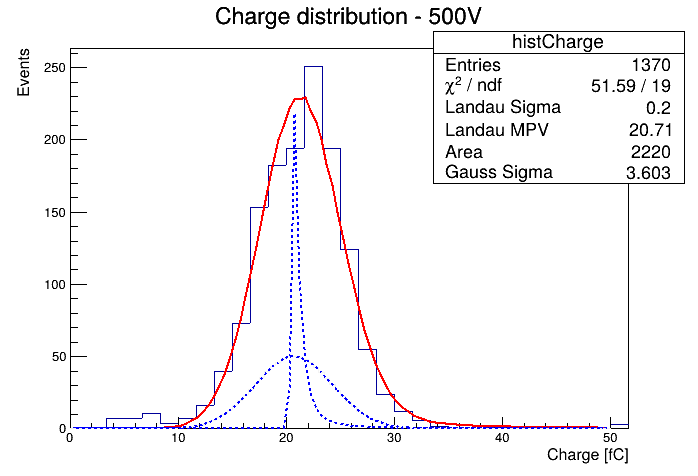 Charge distribution - 500V
histCharge
Entries 1370
χ² / ndf 51.59 / 19
Landau Sigma 0.2
Landau MPV 20.71
Area 2220
Gauss Sigma 3.603
Events
250
200
150
100
50
0
0 10 20 30 40 50
Charge [fC]